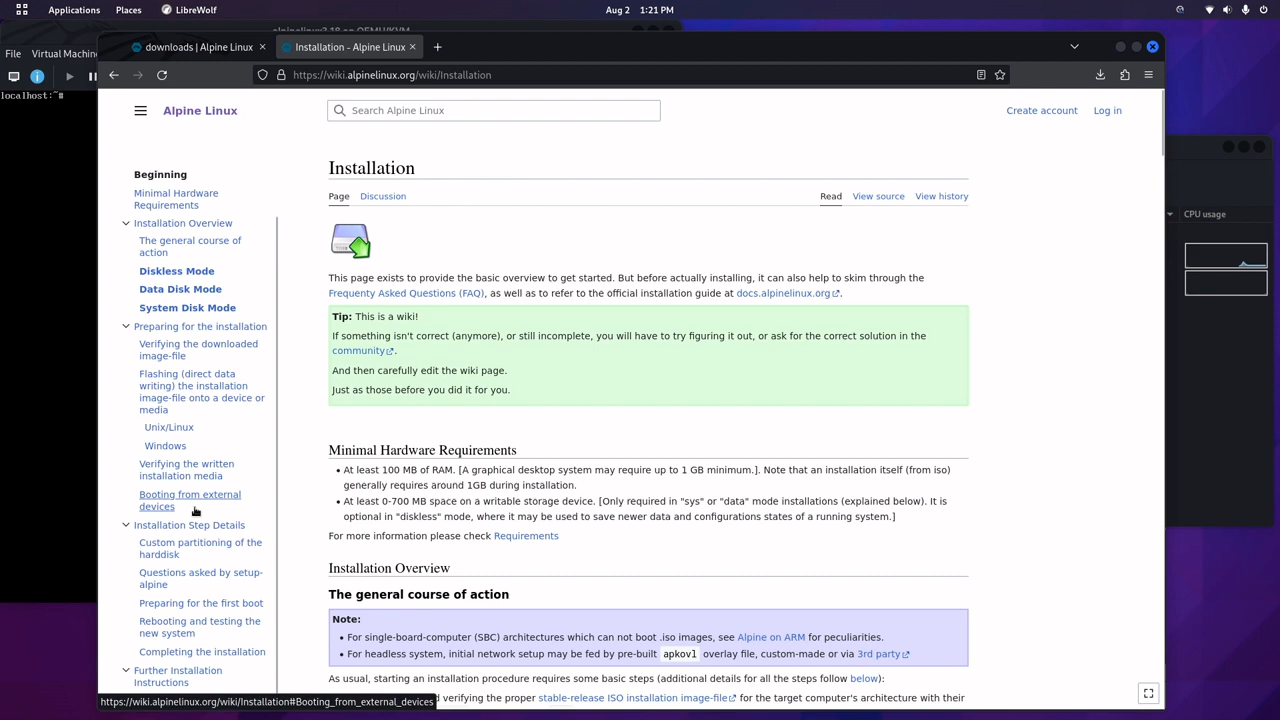 Applications Places LibreWolf Aug 2 1:21 PM
File Virtual Machin
localhost:~#
downloads | Alpine Linux
Installation - Alpine Linux
https://wiki.alpinelinux.org/wiki/Installation
Alpine Linux
Search Alpine Linux
Create account Log in
Beginning
Minimal Hardware
Requirements
Installation Overview
The general course of
action
Diskless Mode
Data Disk Mode
System Disk Mode
Preparing for the installation
Verifying the downloaded
image-file
Flashing (direct data
writing) the installation
image-file onto a device or
media
Unix/Linux
Windows
Verifying the written
installation media
Booting from external
devices
Installation Step Details
Custom partitioning of the
harddisk
Questions asked by setup-
alpine
Preparing for the first boot
Rebooting and testing the
new system
Completing the installation
Further Installation
Instructions
Installation
Page Discussion Read View source View history
This page exists to provide the basic overview to get started. But before actually installing, it can also help to skim through the
Frequenty Asked Questions (FAQ), as well as to refer to the official installation guide at docs.alpinelinux.org.
Tip: This is a wiki!
If something isn't correct (anymore), or still incomplete, you will have to try figuring it out, or ask for the correct solution in the
community.
And then carefully edit the wiki page.
Just as those before you did it for you.
Minimal Hardware Requirements
• At least 100 MB of RAM. [A graphical desktop system may require up to 1 GB minimum.]. Note that an installation itself (from iso)
generally requires around 1GB during installation.
• At least 0-700 MB space on a writable storage device. [Only required in "sys" or "data" mode installations (explained below). It is
optional in "diskless" mode, where it may be used to save newer data and configurations states of a running system.]
For more information please check Requirements
Installation Overview
The general course of action
Note:
• For single-board-computer (SBC) architectures which can not boot .iso images, see Alpine on ARM for peculiarities.
• For headless system, initial network setup may be fed by pre-built apkovl overlay file, custom-made or via 3rd party
As usual, starting an installation procedure requires some basic steps (additional details for all the steps follow below):
d verifying the proper stable-release ISO installation image-file for the target computer's architecture with their
https://wiki.alpinelinux.org/wiki/Installation#Booting_from_external_devices
CPU usage